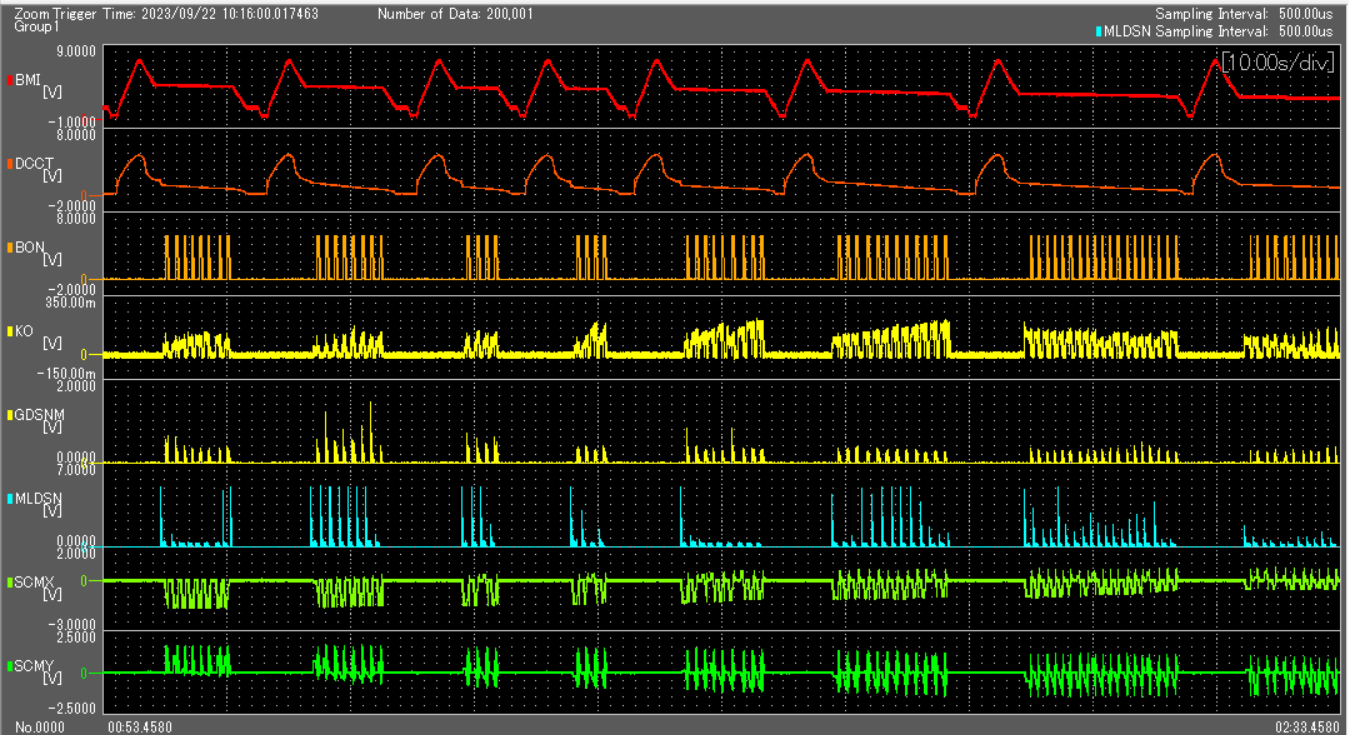 Zoom Trigger Time: 2023/09/22 10:16:00.017463 Number of Data: 200,001 Sampling Interval: 500.00us
Group1 MLDSN Sampling Interval: 500.00us
9.0000 [10.00s/div]
BMI
[V]
-1.0000
8.0000
DCCT
[V]
0
-2.0000
8.0000
BON
[V]
0
-2.0000
350.00m
KO
[V]
0
-150.00m
2.0000
GDSNM
[V]
0.0000
7.0000
MLDSN
[V]
0.0000
2.0000
SCMX
0
[V]
-3.0000
2.5000
SCMY
0
[V]
-2.5000
No.0000 00:53.4580 02:33.4580